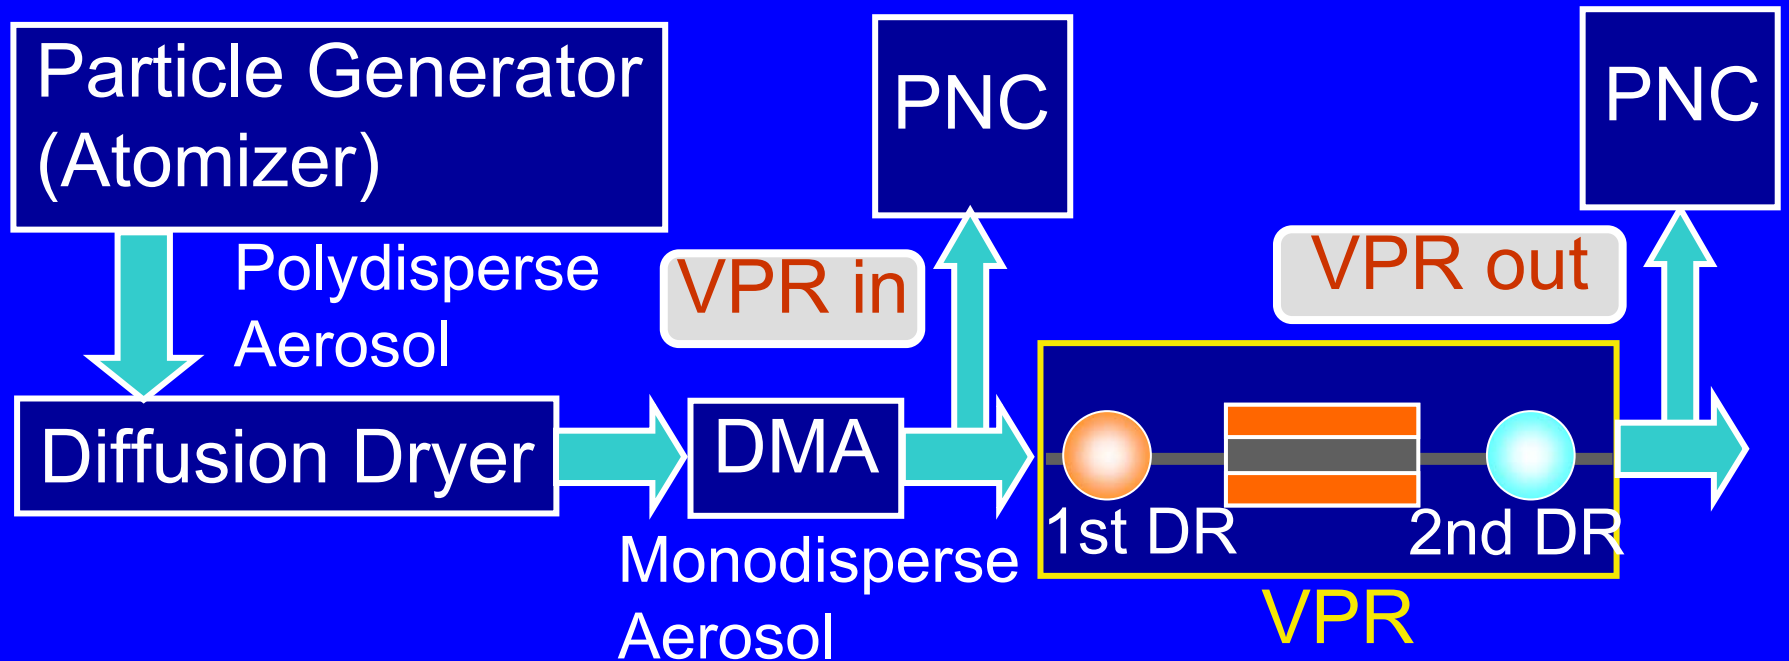 Particle Generator
(Atomizer)
PNC
PNC
Polydisperse
Aerosol
VPR in
VPR out
Diffusion Dryer
DMA
1st DR
2nd DR
Monodisperse
Aerosol
VPR